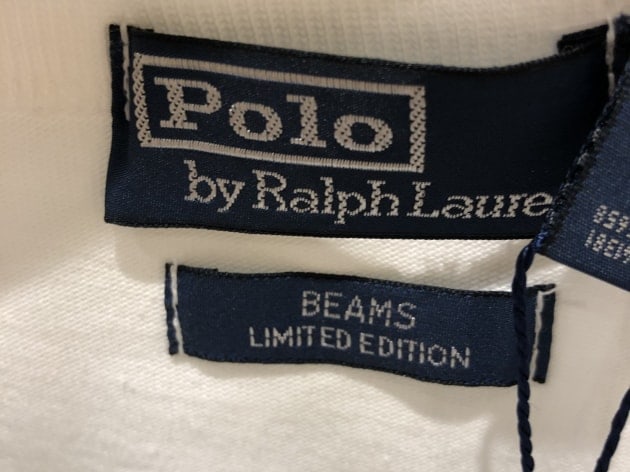 Polo
by Ralph Laure
BEAMS
LIMITED EDITION